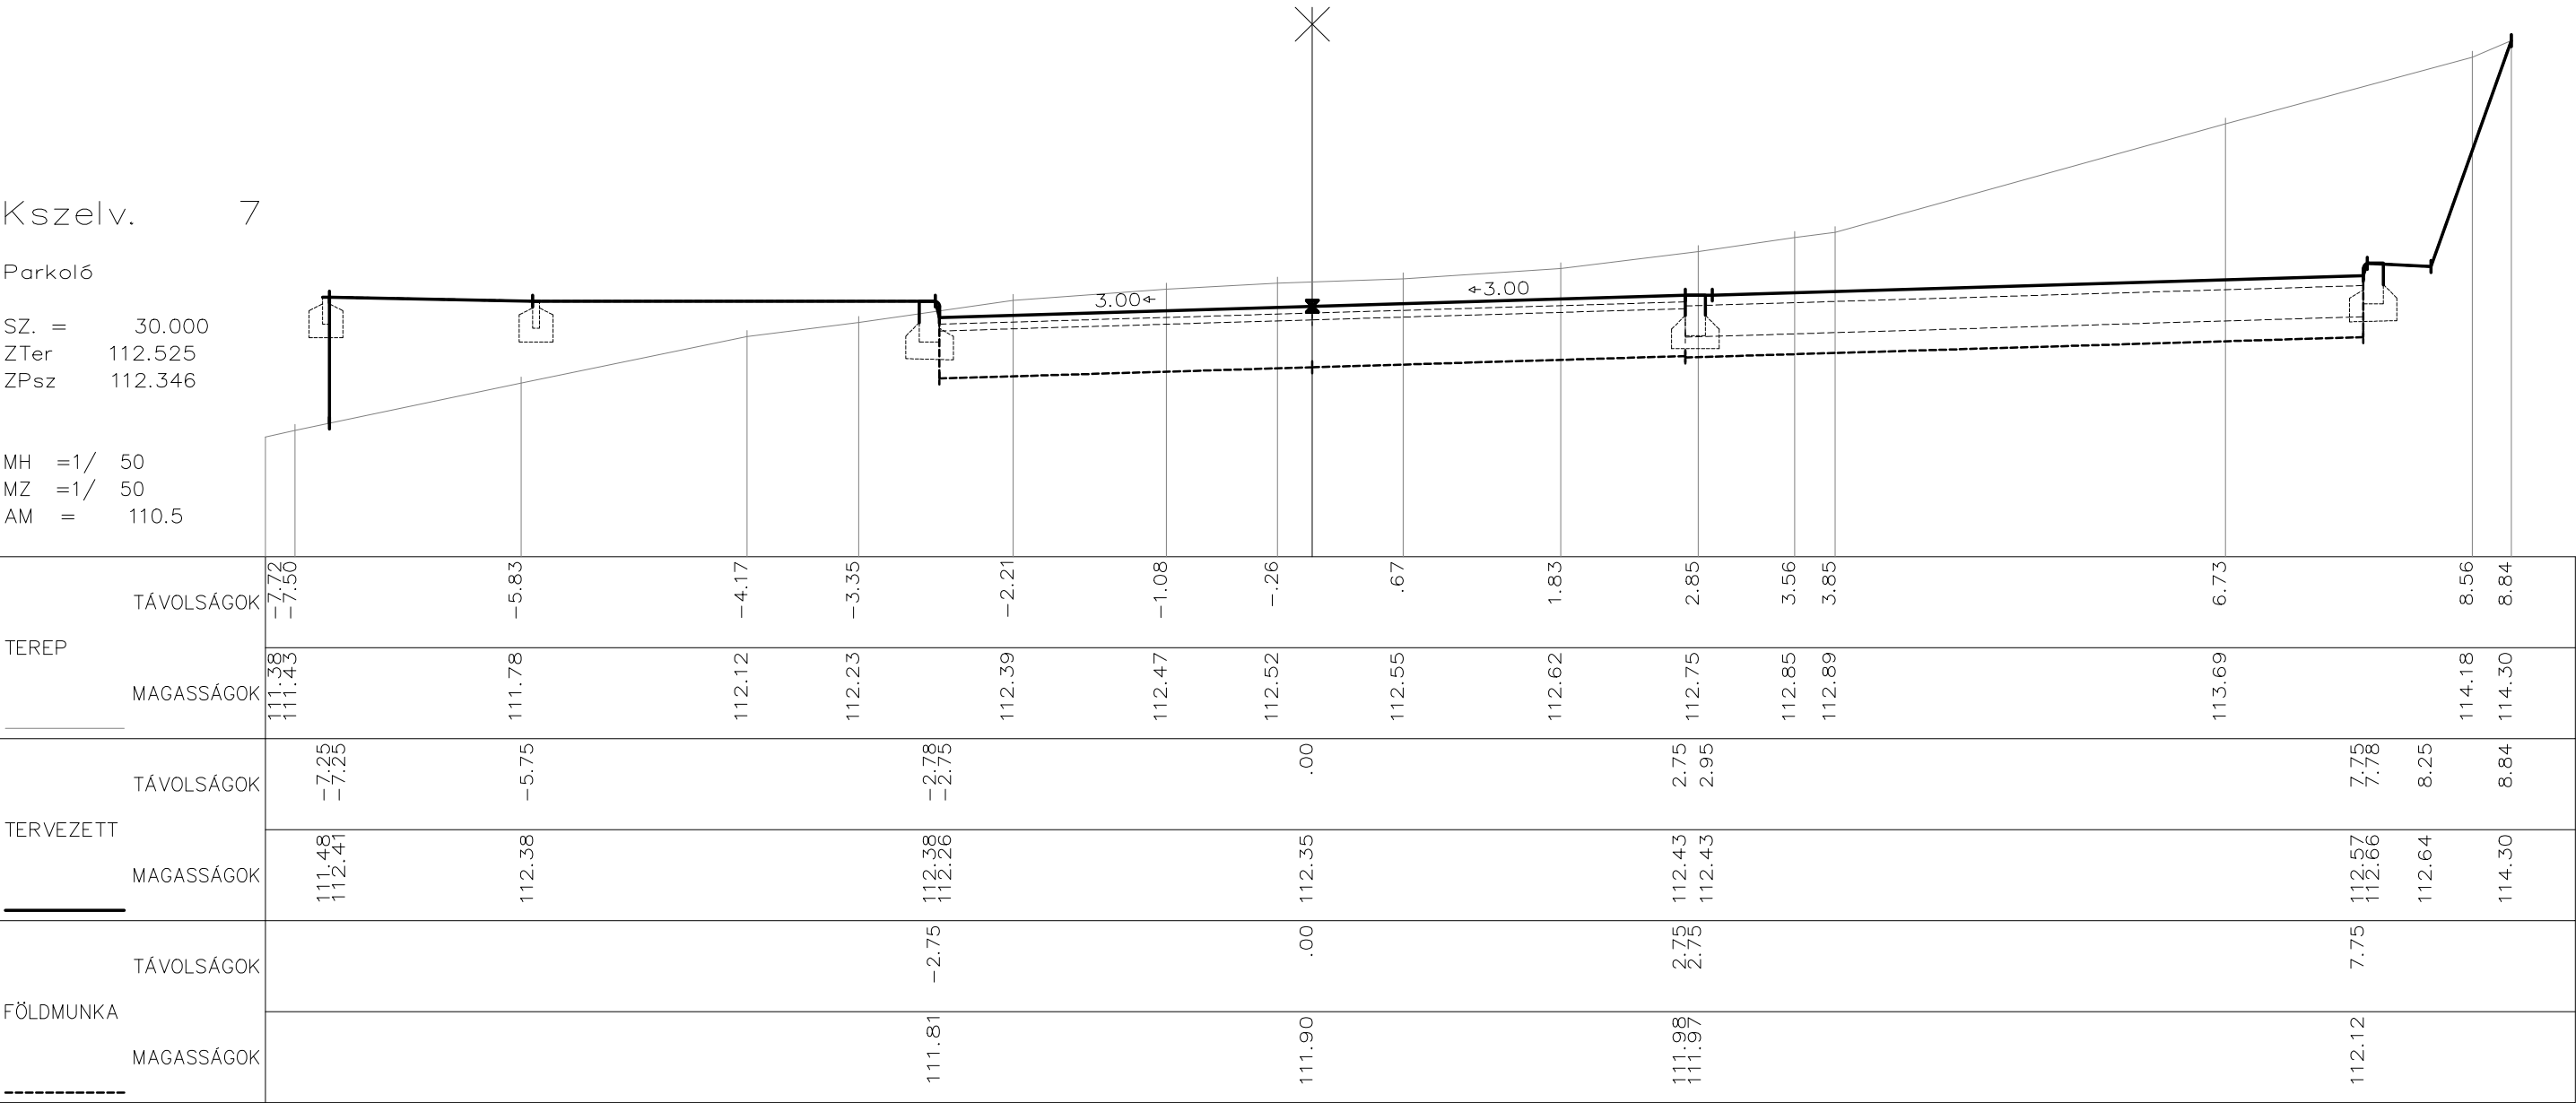 Kszelv. 7
Parkoló
SZ. = 30.000
ZTer 112.525
ZPsz 112.346
MH =1/ 50
MZ =1/ 50
AM = 110.5
3.00
3.00
TEREP
TÁVOLSÁGOK -7.72 -7.50 -5.83 -4.17 -3.35 -2.21 -1.08 -.26 .67 1.83 2.85 3.56 3.85 6.73 8.56 8.84
MAGASSÁGOK 111.38 111.43 111.78 112.12 112.23 112.39 112.47 112.52 112.55 112.62 112.75 112.85 112.89 113.69 114.18 114.30
TERVEZETT
TÁVOLSÁGOK -7.25 -7.25 -5.75 -2.78 -2.75 .00 2.75 2.95 7.75 7.78 8.25 8.84
MAGASSÁGOK 111.48 112.41 112.38 112.38 112.26 112.35 112.43 112.43 112.57 112.66 112.64 114.30
FÖLDMUNKA
TÁVOLSÁGOK -2.75 .00 2.75 2.75 7.75
MAGASSÁGOK 111.81 111.90 111.98 111.97 112.12